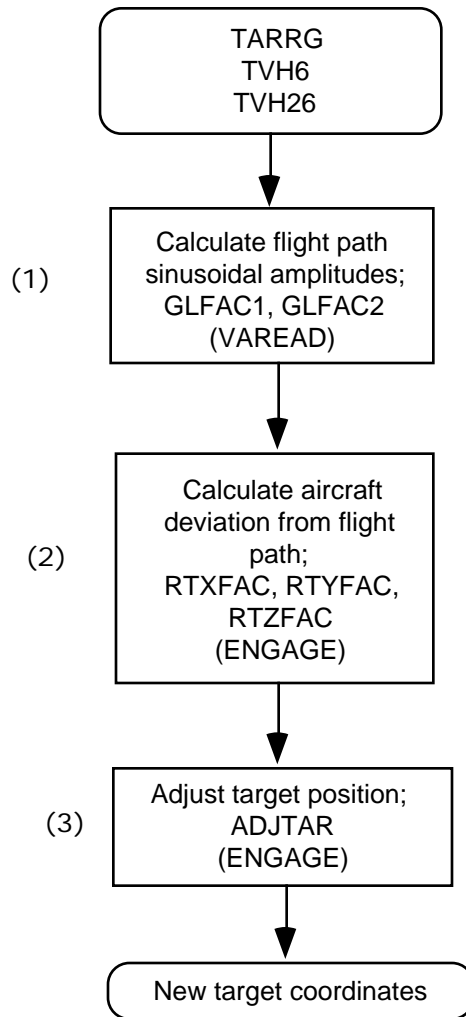 TARRG
TVH6
TVH26
(1)
Calculate flight path
sinusoidal amplitudes;
GLFAC1, GLFAC2
(VAREAD)
(2)
Calculate aircraft
deviation from flight
path;
RTXFAC, RTYFAC,
RTZFAC
(ENGAGE)
(3)
Adjust target position;
ADJTAR
(ENGAGE)
New target coordinates